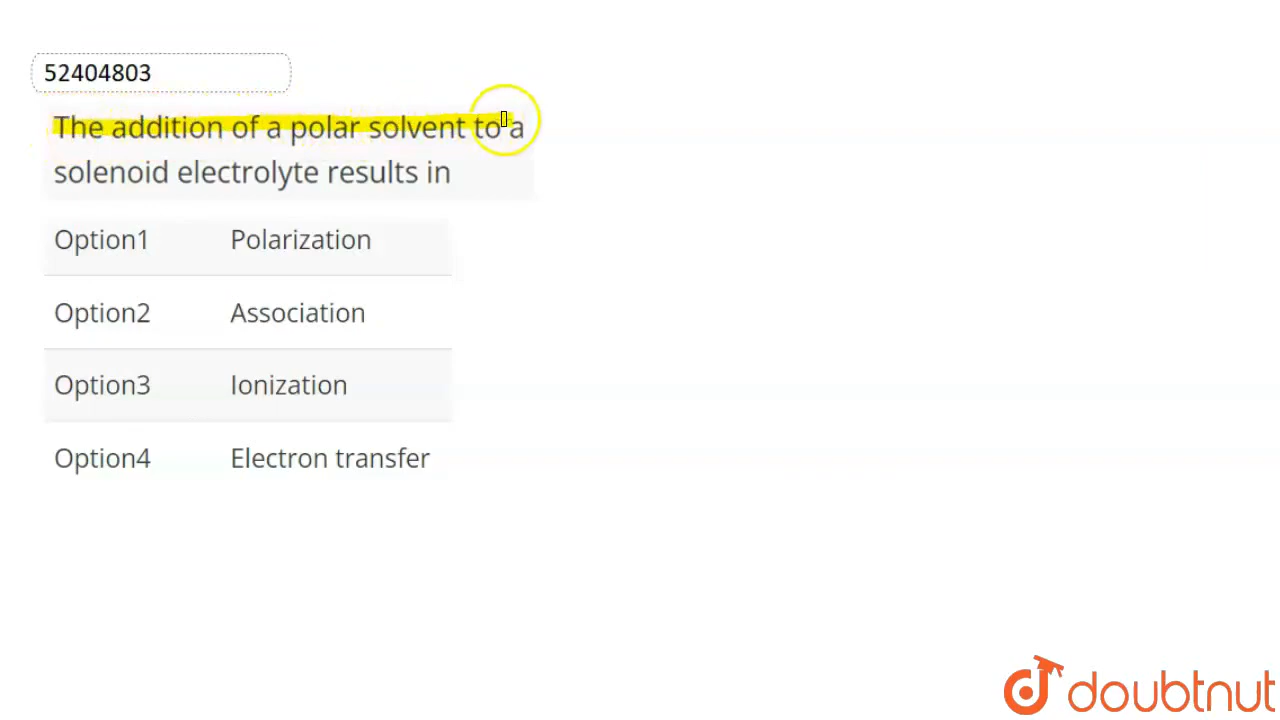 52404803
The addition of a polar solvent to a
solenoid electrolyte results in
Option1 Polarization
Option2 Association
Option3 Ionization
Option4 Electron transfer
doubtnut